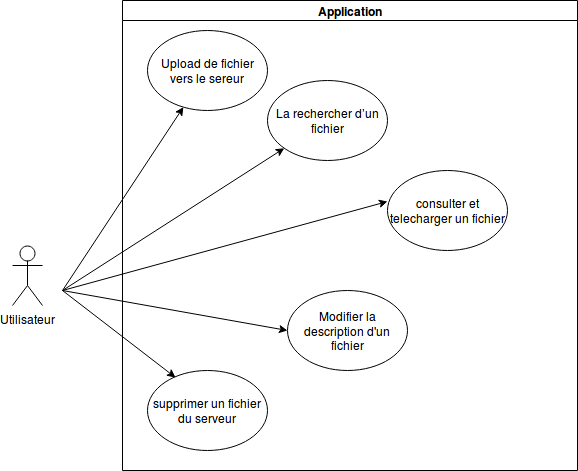 Application
Upload de fichier
vers le sereur
La rechercher d'un
fichier
consulter et
telecharger un fichier
Utilisateur
Modifier la
description d'un
fichier
supprimer un fichier
du serveur